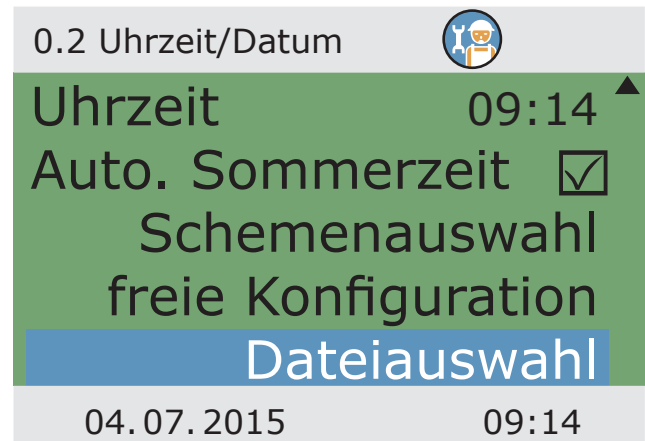 0.2 Uhrzeit/Datum
Uhrzeit 09:14
Auto. Sommerzeit
Schemenauswahl
freie Konfiguration
Dateiauswahl
04.07.2015 09:14